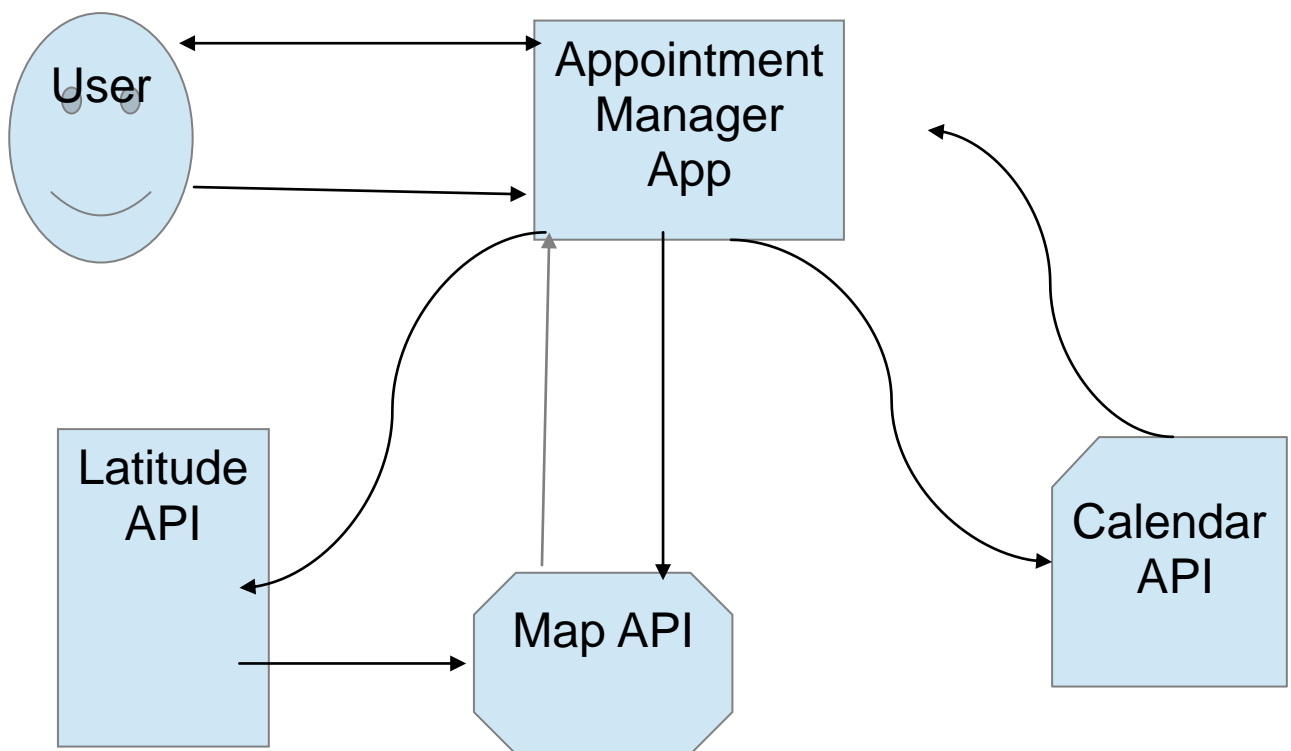 User
Appointment
Manager
App
Latitude
API
Map API
Calendar
API